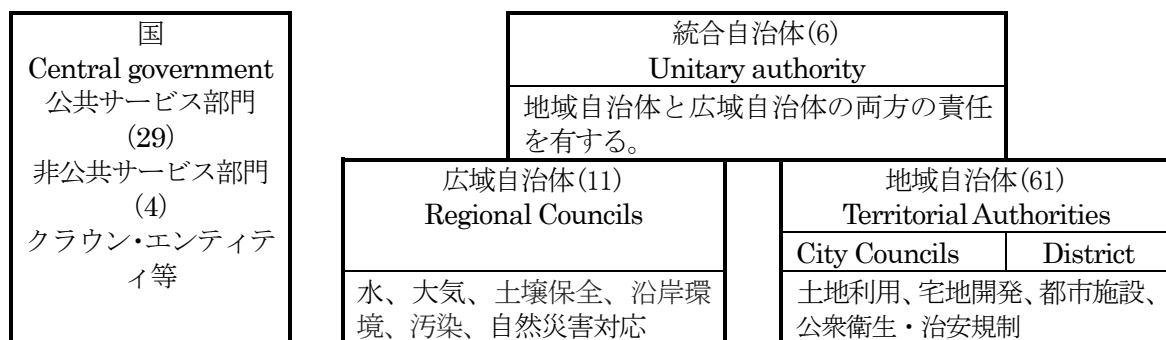 国
Central government
公共サービス部門
(29)
非公共サービス部門
(4)
クラウン・エンティテ
ィ等
統合自治体(6)
Unitary authority
地域自治体と広域自治体の両方の責任
を有する。
広域自治体(11)
Regional Councils
水、大気、土壌保全、沿岸環
境、汚染、自然災害対応
地域自治体(61)
Territorial Authorities
City Councils
District
土地利用、宅地開発、都市施設、
公衆衛生・治安規制